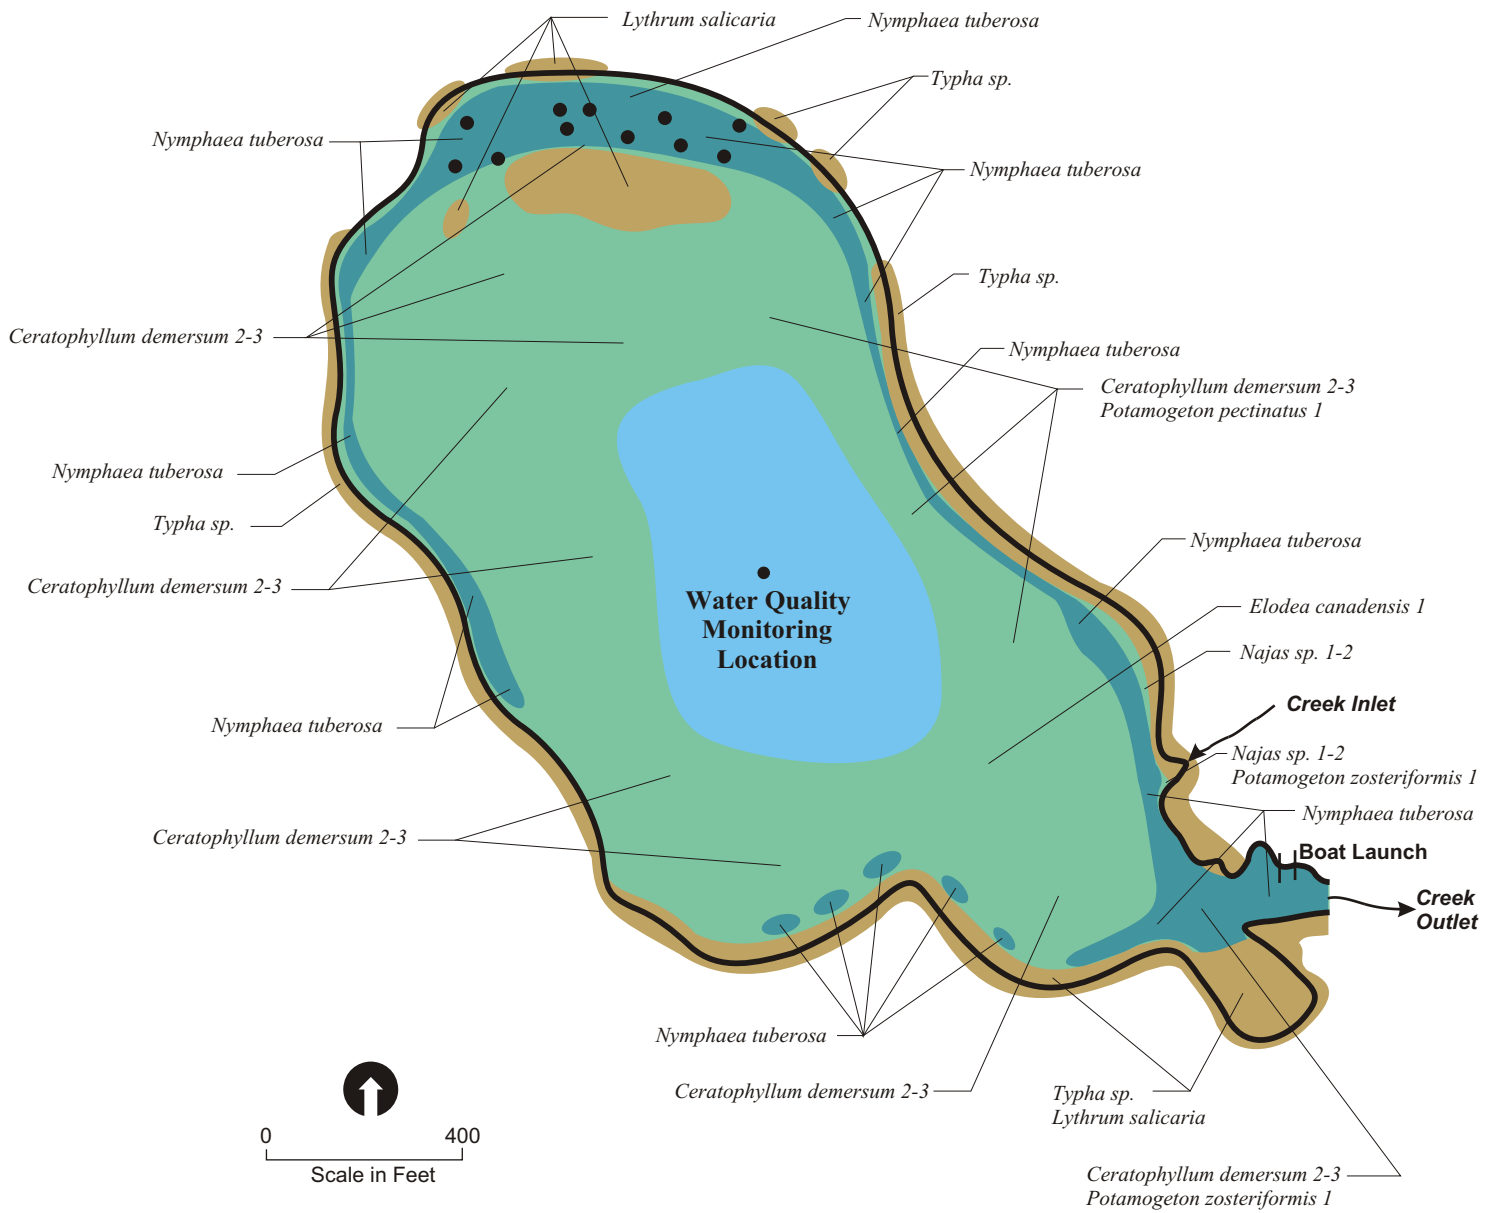 Lythrum salicaria
Nymphaea tuberosa
Typha sp.
Nymphaea tuberosa
Nymphaea tuberosa
Typha sp.
Ceratophyllum demersum 2-3
Nymphaea tuberosa
Ceratophyllum demersum 2-3
Potamogeton pectinatus 1
Nymphaea tuberosa
Typha sp.
Nymphaea tuberosa
Ceratophyllum demersum 2-3
Water Quality
Monitoring
Location
Elodea canadensis 1
Najas sp. 1-2
Creek Inlet
Nymphaea tuberosa
Najas sp. 1-2
Potamogeton zosteriformis 1
Nymphaea tuberosa
Ceratophyllum demersum 2-3
Boat Launch
Creek
Outlet
Nymphaea tuberosa
Ceratophyllum demersum 2-3
Typha sp.
Lythrum salicaria
0 400
Scale in Feet
Ceratophyllum demersum 2-3
Potamogeton zosteriformis 1